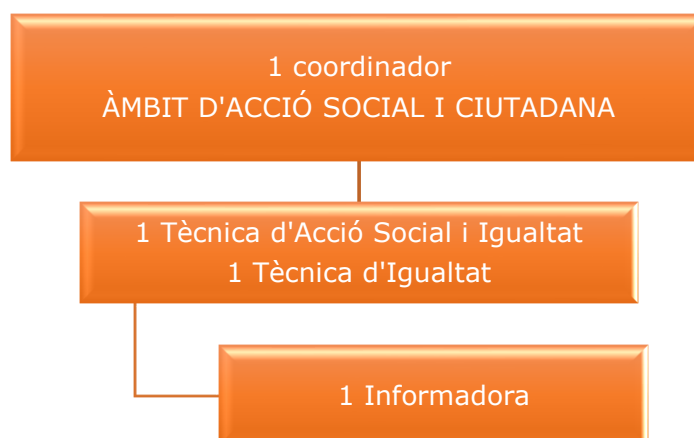 1 coordinador
ÀMBIT D'ACCIÓ SOCIAL I CIUTADANA
1 Tècnica d'Acció Social i Igualtat
1 Tècnica d'Igualtat
1 Informadora